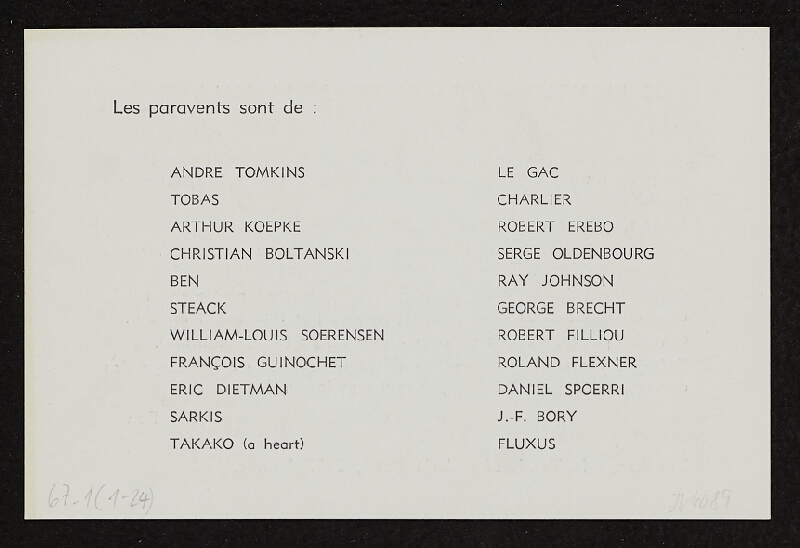 Les paravents sont de :
ANDRE TOMKINS
TOBAS
ARTHUR KOEPKE
CHRISTIAN BOLTANSKI
BEN
STEACK
WILLIAM-LOUIS SOERENSEN
FRANÇOIS GUINOCHET
ERIC DIETMAN
SARKIS
TAKAKO (a heart)
LE GAC
CHARLIER
ROBERT EREBO
SERGE OLDENBOURG
RAY JOHNSON
GEORGE BRECHT
ROBERT FILLIOU
ROLAND FLEXNER
DANIEL SPOERRI
J.-F. BORY
FLUXUS
67-1(1-24)